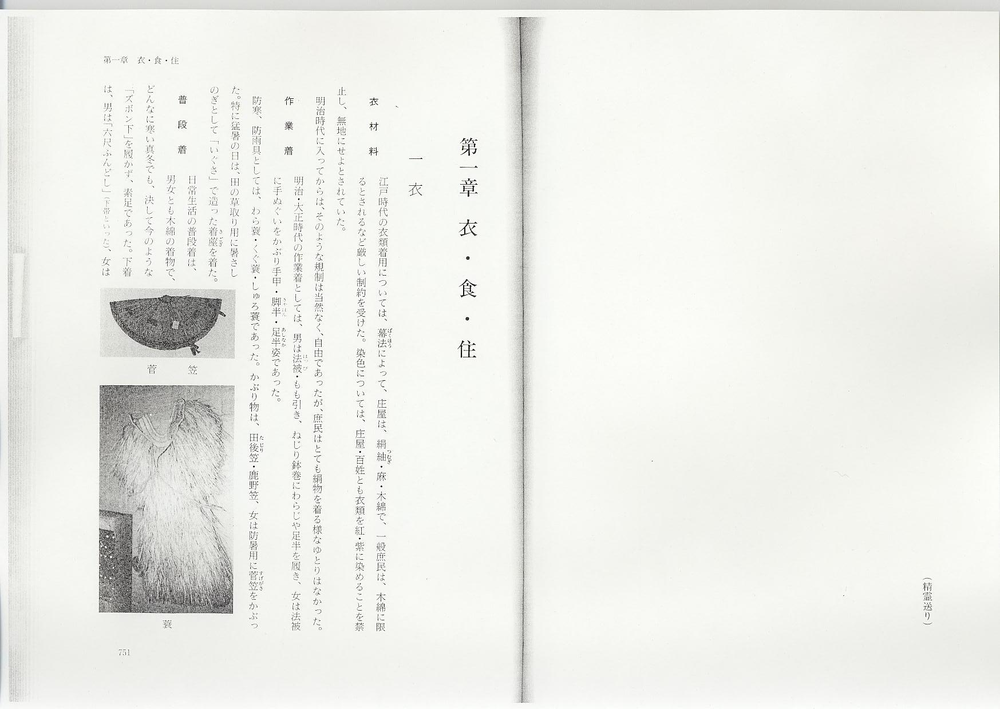 (精霊送り)
第一章 衣・食・住
一 衣
衣材料
江戸時代の衣類着用については、幕法によって、庄屋は、絹紬・麻・木綿で、一般庶民は、木綿に限
るとされるなど厳しい制約を受けた。染色については、庄屋・百姓とも衣類を紅・紫に染めることを禁
止し、無地にせよとされていた。
明治時代に入ってからは、そのような規制は当然なく、自由であったが、庶民はとても絹物を着る様なゆとりはなかった。
作業着
明治・大正時代の作業着としては、男は法被・もも引き、ねじり鉢巻にわらじや足半を履き、女は法被
に手ぬぐいをかぶり手甲・脚半・足半姿であった。
防寒、防雨具としては、わら蓑・くぐ蓑・しゅろ蓑であった。かぶり物は、田後笠・鹿野笠、女は防暑用に菅笠をかぶっ
た。特に猛暑の日は、田の草取り用に暑さし
のぎとして「いぐさ」で造った着蓙を着た。
普段着
日常生活の普段着は、
男女とも木綿の着物で、
どんなに寒い真冬でも、決して今のような
「ズボン下」を履かず、素足であった。下着
は、男は「六尺ふんどし」(下帯といった)、女は
菅笠
蓑
第一章 衣・食・住
751